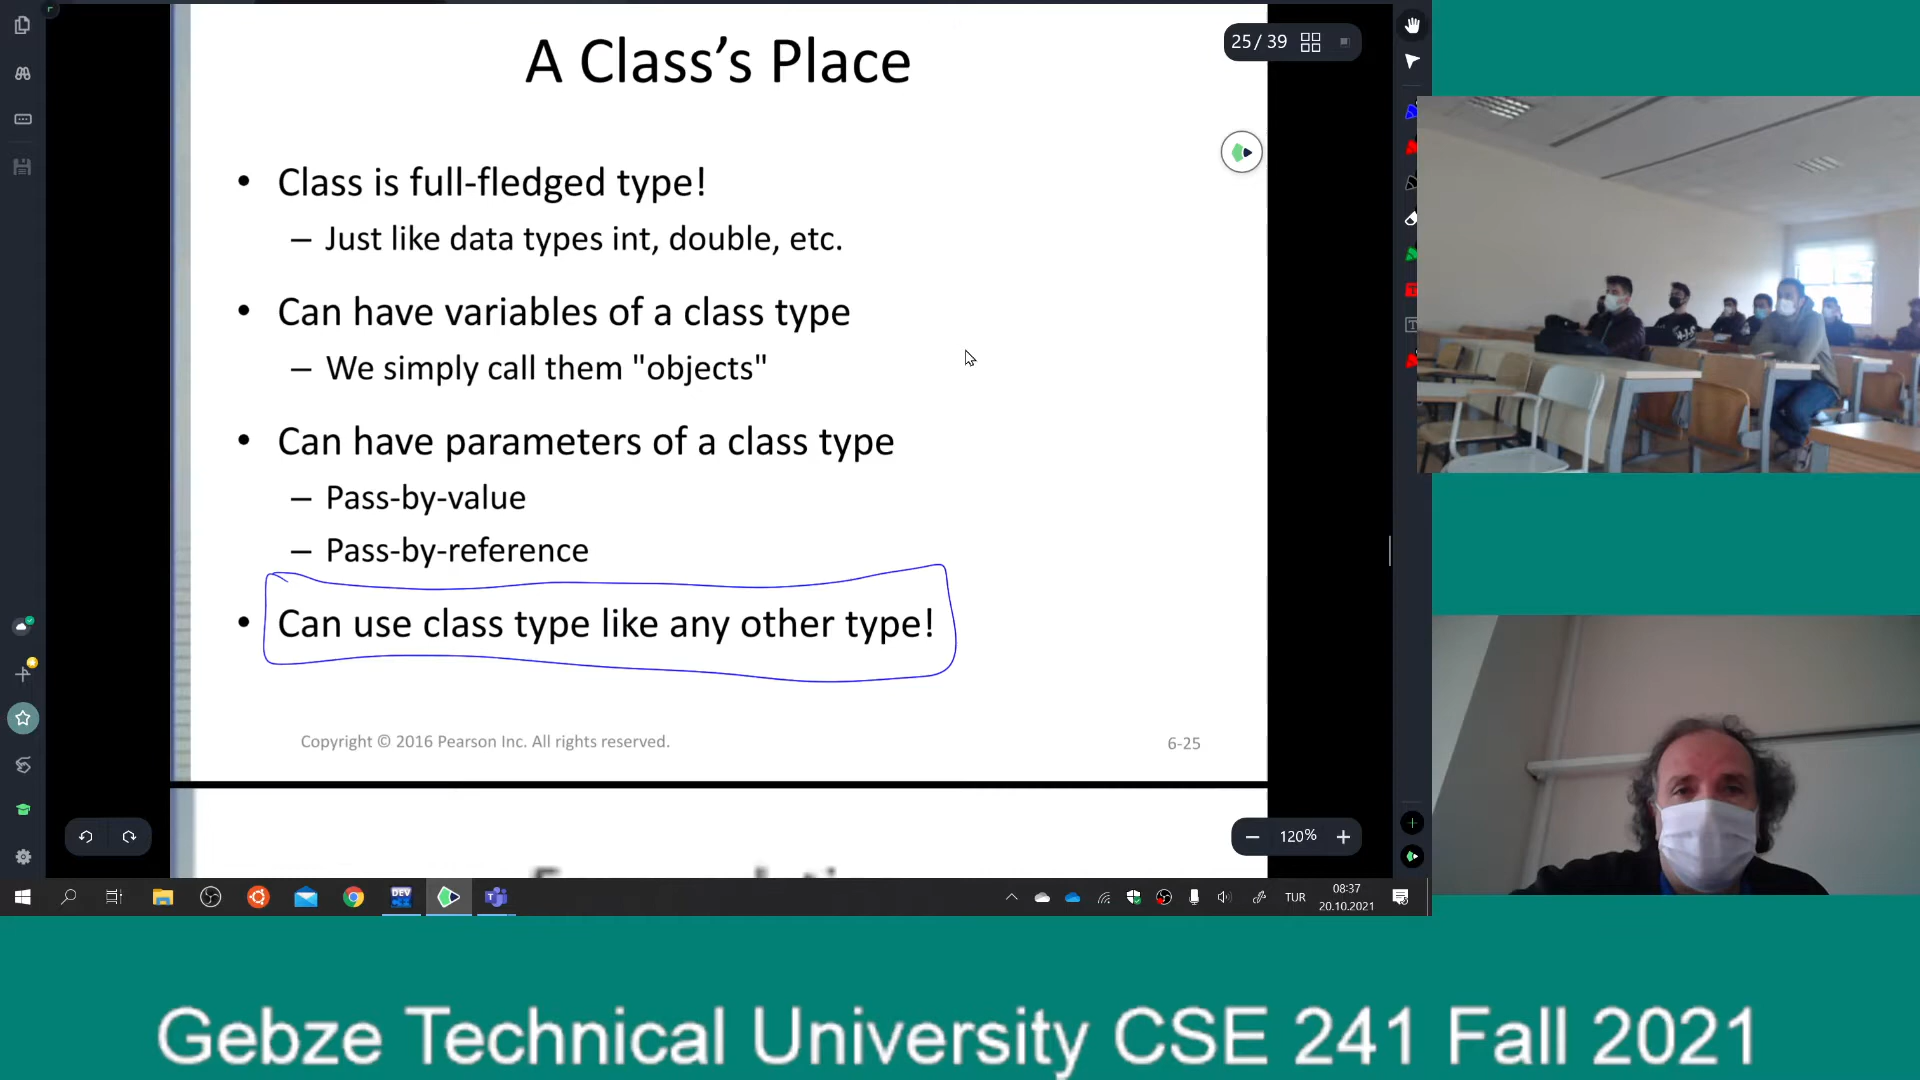 A Class’s Place
25/ 39
• Class is full-fledged type!
– Just like data types int, double, etc.
• Can have variables of a class type
– We simply call them "objects"
• Can have parameters of a class type
– Pass-by-value
– Pass-by-reference
• Can use class type like any other type!
Copyright © 2016 Pearson Inc. All rights reserved.
6-25
120%
DEV
TUR
08:37
20.10.2021
Gebze Technical University CSE 241 Fall 2021